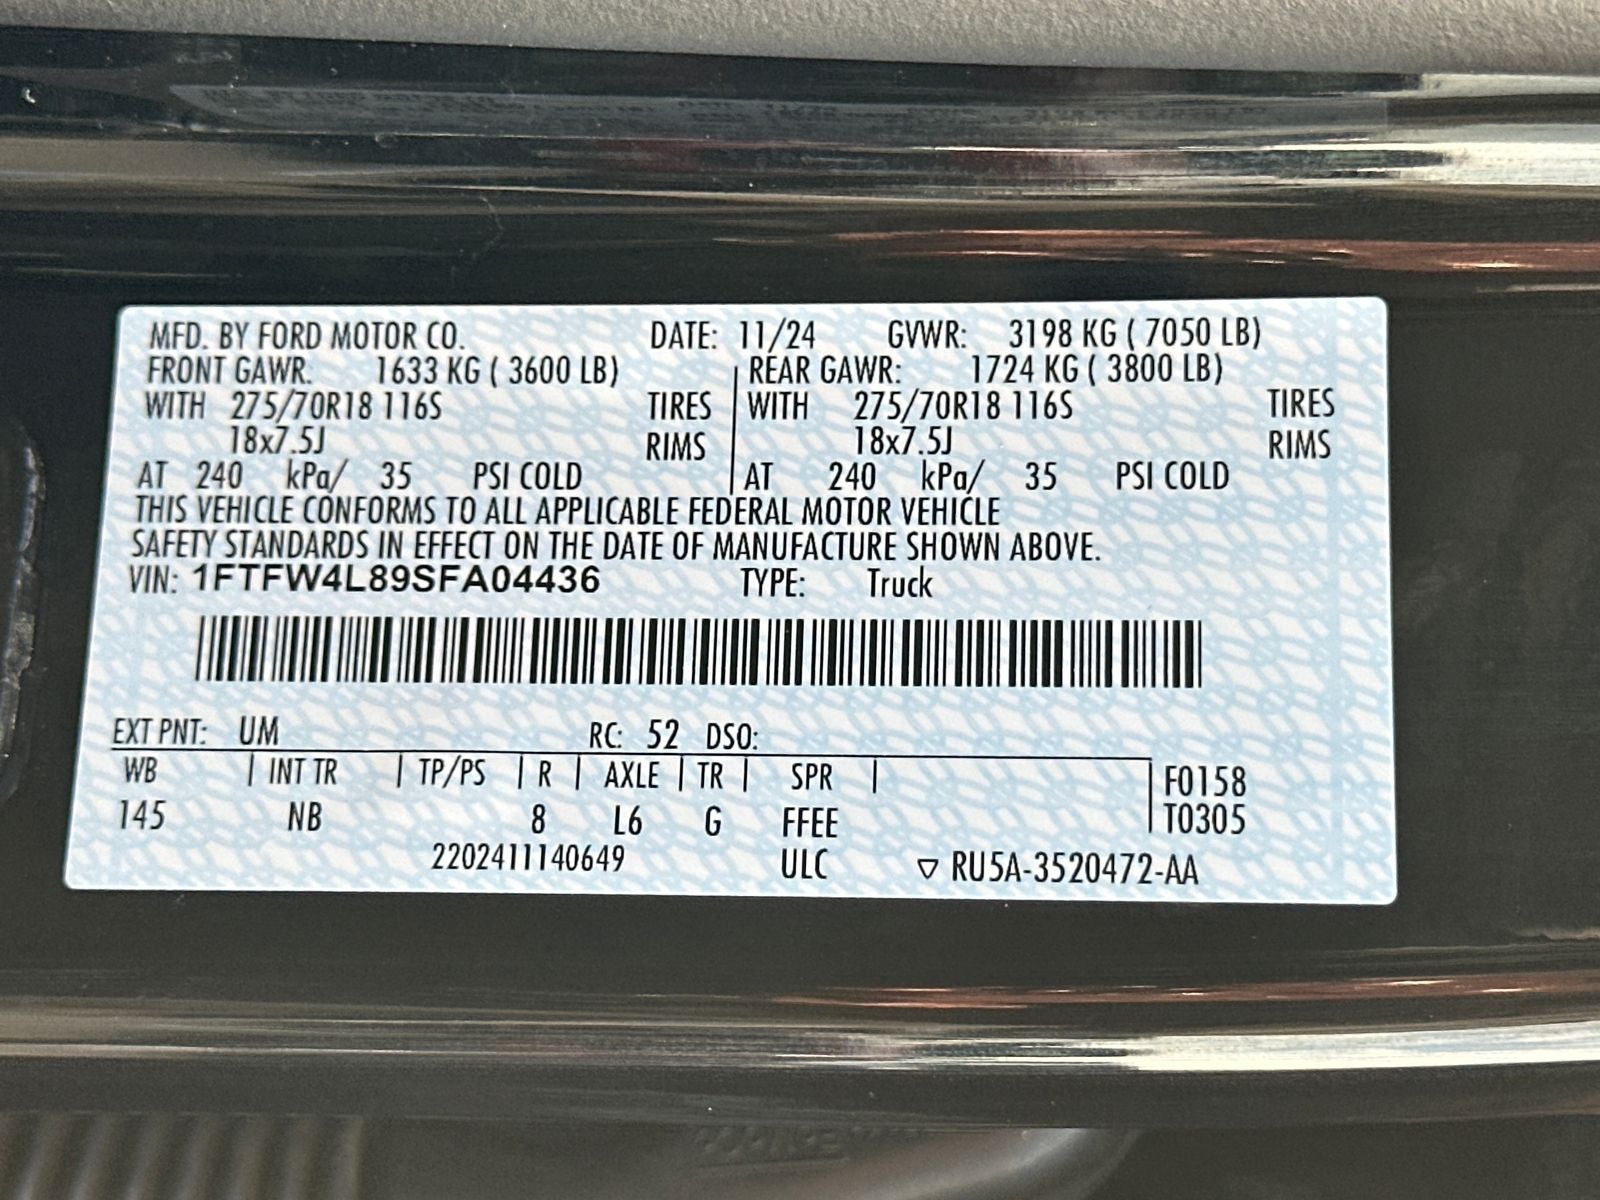 MFD. BY FORD MOTOR CO. DATE: 11/24 GVWR: 3198 KG ( 7050 LB)
FRONT GAWR: 1633 KG ( 3600 LB) REAR GAWR: 1724 KG ( 3800 LB)
WITH 275/70R18 116S TIRES WITH 275/70R18 116S TIRES
18x7.5J RIMS 18x7.5J RIMS
AT 240 kPa/ 35 PSI COLD AT 240 kPa/ 35 PSI COLD
THIS VEHICLE CONFORMS TO ALL APPLICABLE FEDERAL MOTOR VEHICLE
SAFETY STANDARDS IN EFFECT ON THE DATE OF MANUFACTURE SHOWN ABOVE.
VIN: 1FTFW4L89SFA04436 TYPE: Truck
EXT PNT: UM RC: 52 DSO:
WB | INT TR | TP/PS | R | AXLE | TR | SPR | F0158
145 NB 8 L6 G FFEE T0305
2202411140649 ULC ▽ RU5A-3520472-AA